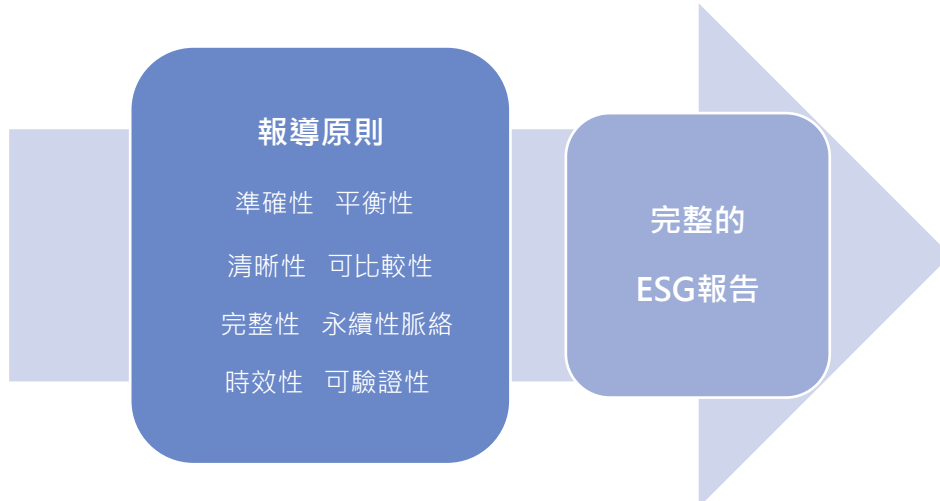 報導原則
準確性 平衡性
清晰性 可比較性
完整性 永續性脈絡
時效性 可驗證性
完整的
ESG報告